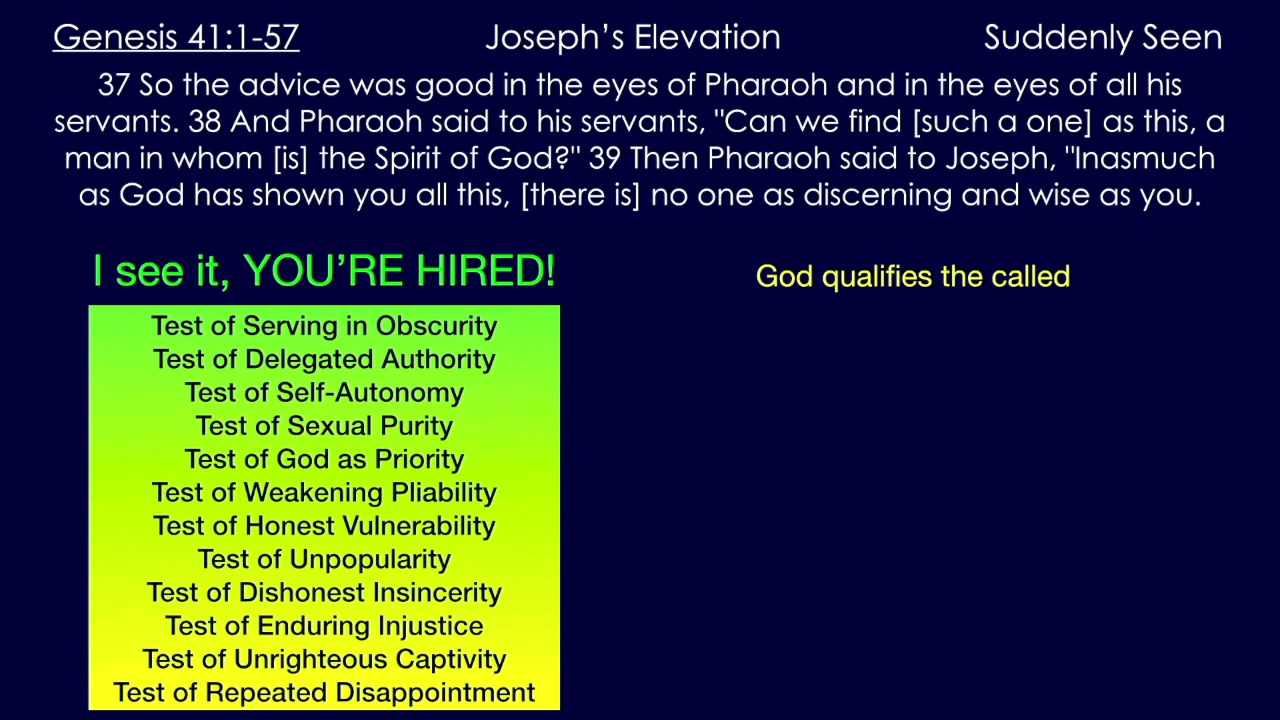 Genesis 41:1-57 Joseph’s Elevation Suddenly Seen
37 So the advice was good in the eyes of Pharaoh and in the eyes of all his
servants. 38 And Pharaoh said to his servants, "Can we find [such a one] as this, a
man in whom [is] the Spirit of God?" 39 Then Pharaoh said to Joseph, "Inasmuch
as God has shown you all this, [there is] no one as discerning and wise as you.
I see it, YOU’RE HIRED!
Test of Serving in Obscurity
Test of Delegated Authority
Test of Self-Autonomy
Test of Sexual Purity
Test of God as Priority
Test of Weakening Pliability
Test of Honest Vulnerability
Test of Unpopularity
Test of Dishonest Insincerity
Test of Enduring Injustice
Test of Unrighteous Captivity
Test of Repeated Disappointment
God qualifies the called